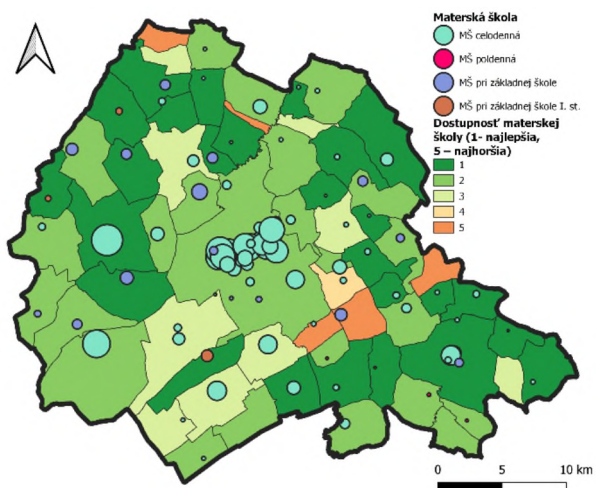 Materská škola
MŠ celodenná
MŠ poldenná
MŠ pri základnej škole
MŠ pri základnej škole I. st.
Dostupnosť materskej
školy (1- najlepšia,
5 – najhoršia)
1
2
3
4
5
0 5 10 km